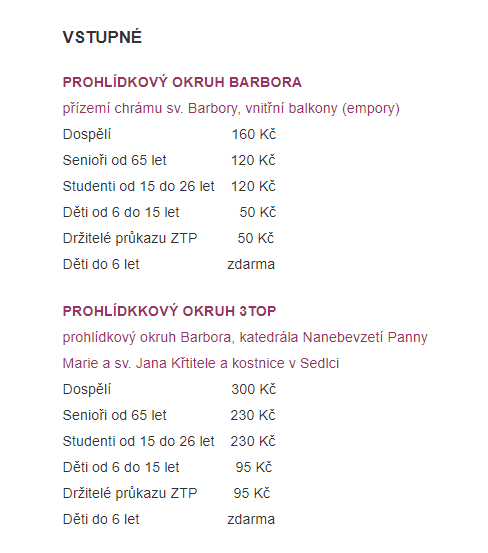 VSTUPNÉ
PROHLÍDKOVÝ OKRUH BARBORA
přízemí chrámu sv. Barbory, vnitřní balkony (empory)
Dospělí 160 Kč
Senioři od 65 let 120 Kč
Studenti od 15 do 26 let 120 Kč
Děti od 6 do 15 let 50 Kč
Držitelé průkazu ZTP 50 Kč
Děti do 6 let zdarma
PROHLÍDKKOVÝ OKRUH 3TOP
prohlídkový okruh Barbora, katedrála Nanebevzetí Panny
Marie a sv. Jana Křtitele a kostnice v Sedlci
Dospělí 300 Kč
Senioři od 65 let 230 Kč
Studenti od 15 do 26 let 230 Kč
Děti od 6 do 15 let 95 Kč
Držitelé průkazu ZTP 95 Kč
Děti do 6 let zdarma